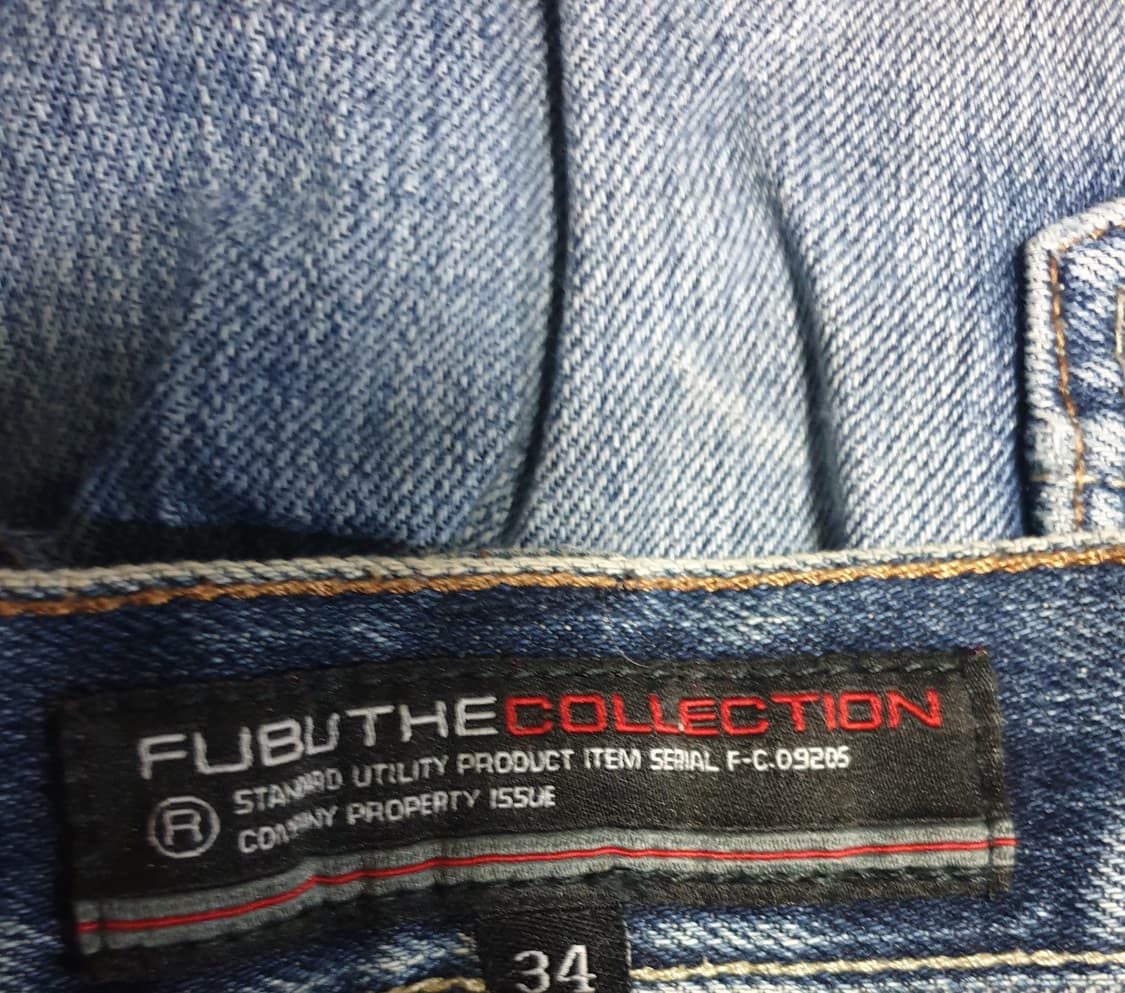 FUBUTHECOLLECTION
STANDARD UTILITY PRODUCT ITEM SERIAL F-C.09205
® COMPANY PROPERTY ISSUE
34